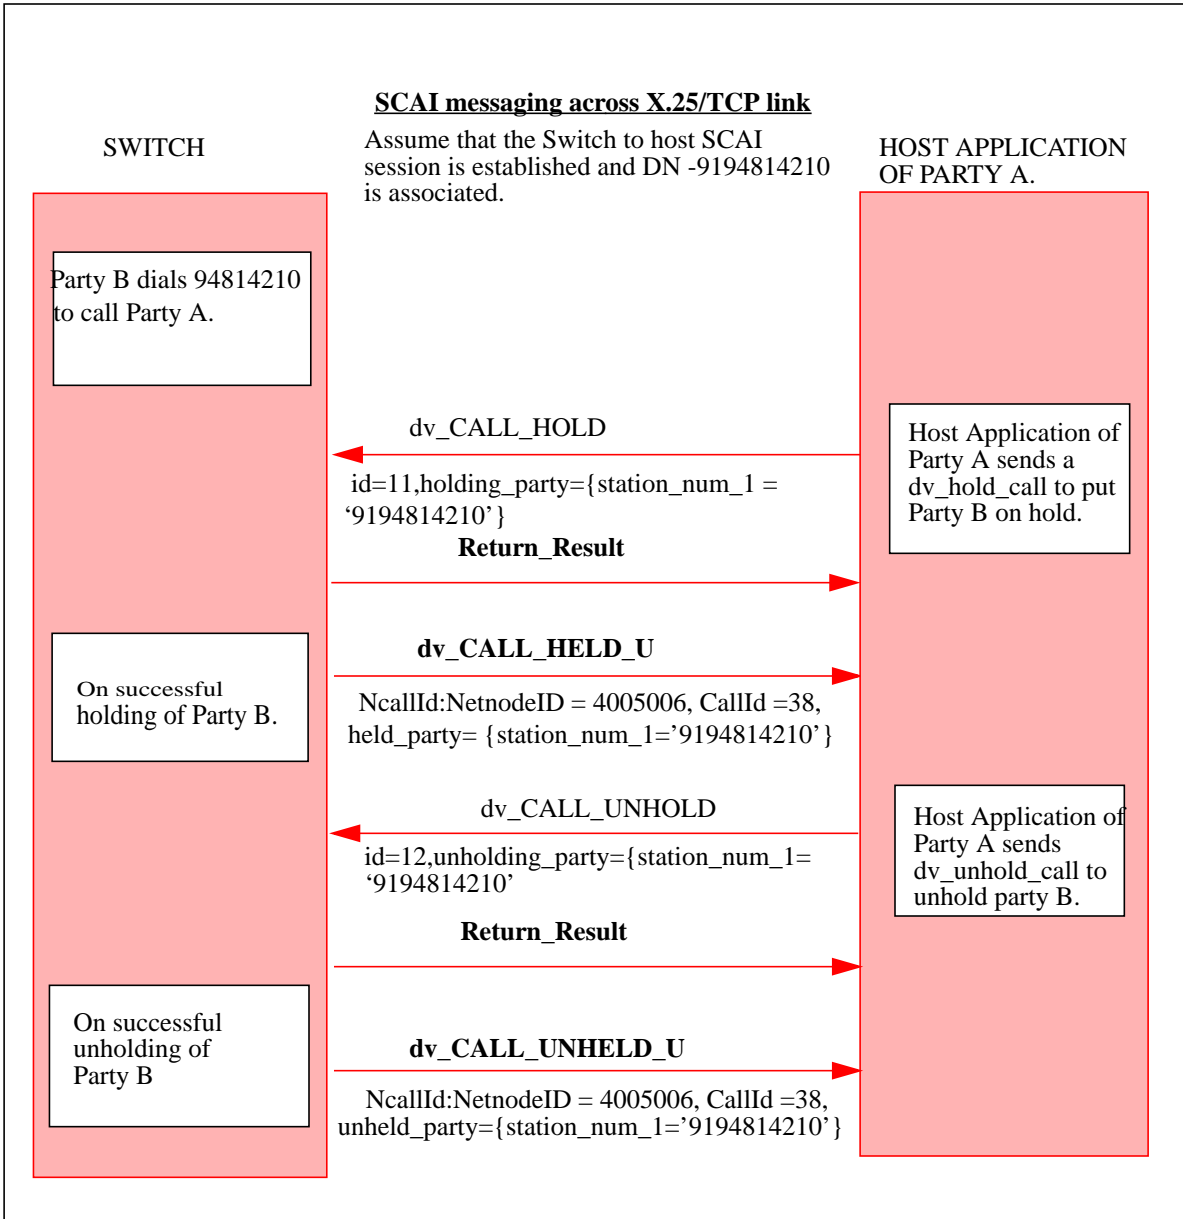 SCAI messaging across X.25/TCP link
SWITCH
Assume that the Switch to host SCAI
session is established and DN -9194814210
is associated.
HOST APPLICATION
OF PARTY A.
Party B dials 94814210
to call Party A.
dv_CALL_HOLD
Host Application of
Party A sends a
dv_hold_call to put
Party B on hold.
id=11,holding_party={station_num_1 =
‘9194814210’}
Return_Result
dv_CALL_HELD_U
On successful
holding of Party B.
NcallId:NetnodeID = 4005006, CallId =38,
held_party= {station_num_1=’9194814210’}
dv_CALL_UNHOLD
Host Application of
Party A sends
dv_unhold_call to
unhold party B.
id=12,unholding_party={station_num_1=
‘9194814210’
Return_Result
On successful
unholding of
Party B
dv_CALL_UNHELD_U
NcallId:NetnodeID = 4005006, CallId =38,
unheld_party={station_num_1=’9194814210’}